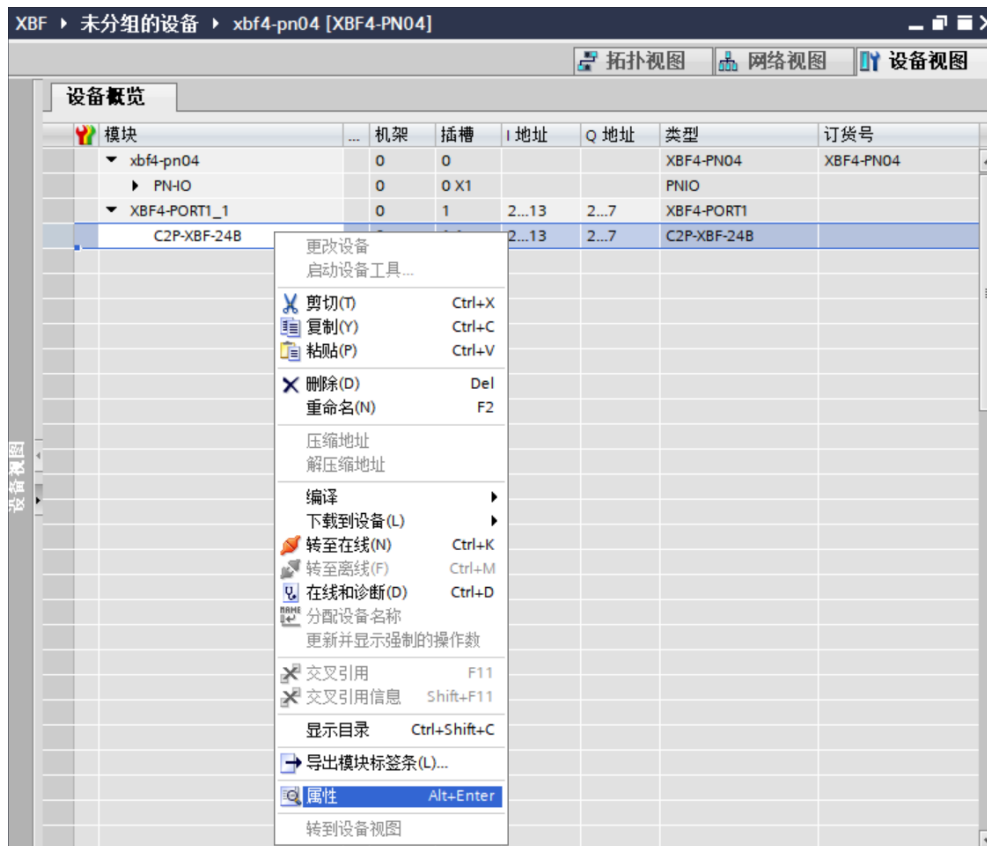 XBF ▸ 未分组的设备 ▸ xbf4-pn04 [XBF4-PN04]
拓扑视图 网络视图 设备视图
设备概览
模块 ... 机架 插槽 I 地址 Q 地址 类型 订货号
xbf4-pn04 0 0 XBF4-PN04 XBF4-PN04
PN-IO 0 0 X1 PNIO
XBF4-PORT1_1 0 1 2...13 2...7 XBF4-PORT1
C2P-XBF-24B 2...13 2...7 C2P-XBF-24B
更改设备
启动设备工具...
剪切(T) Ctrl+X
复制(Y) Ctrl+C
粘贴(P) Ctrl+V
删除(D) Del
重命名(N) F2
压缩地址
解压缩地址
编译
下载到设备(L)
转至在线(N) Ctrl+K
转至离线(F) Ctrl+M
在线和诊断(D) Ctrl+D
分配设备名称
更新并显示强制的操作数
交叉引用 F11
交叉引用信息 Shift+F11
显示目录 Ctrl+Shift+C
导出模块标签条(L)...
属性 Alt+Enter
转到设备视图
设备视图